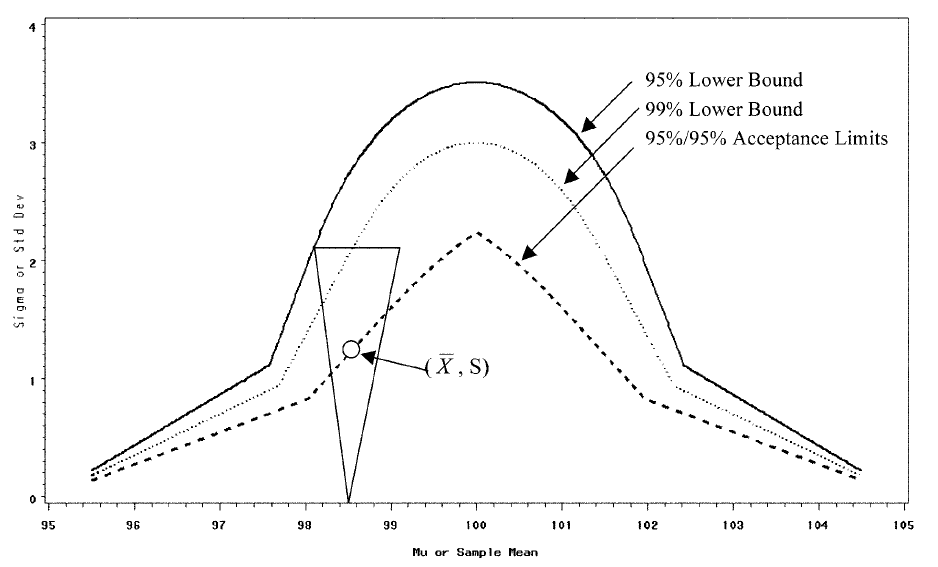 4
3
2
1
0
Sigma or Std Dev
95% Lower Bound
99% Lower Bound
95%/95% Acceptance Limits
( X̅ , S)
95 96 97 98 99 100 101 102 103 104 105
Mu or Sample Mean